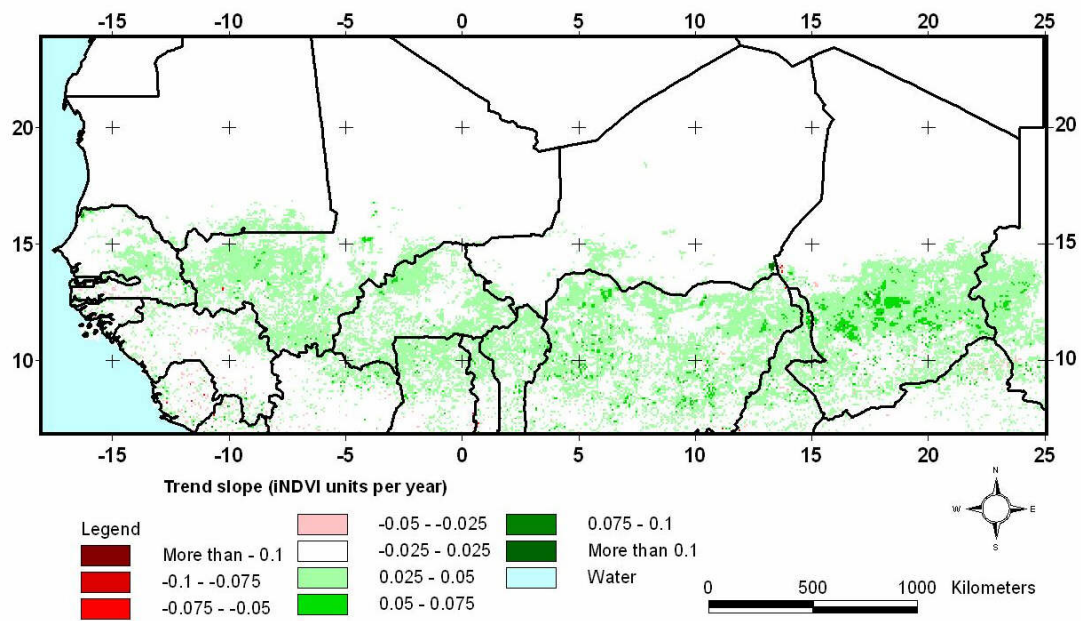 -15 -10 -5 0 5 10 15 20 25
20 20
15 15
10 10
-15 -10 -5 0 5 10 15 20 25
Trend slope (iNDVI units per year)
Legend
More than - 0.1
-0.1 - -0.075
-0.075 - -0.05
-0.05 - -0.025
-0.025 - 0.025
0.025 - 0.05
0.05 - 0.075
0.075 - 0.1
More than 0.1
Water
N
W E
S
0 500 1000 Kilometers